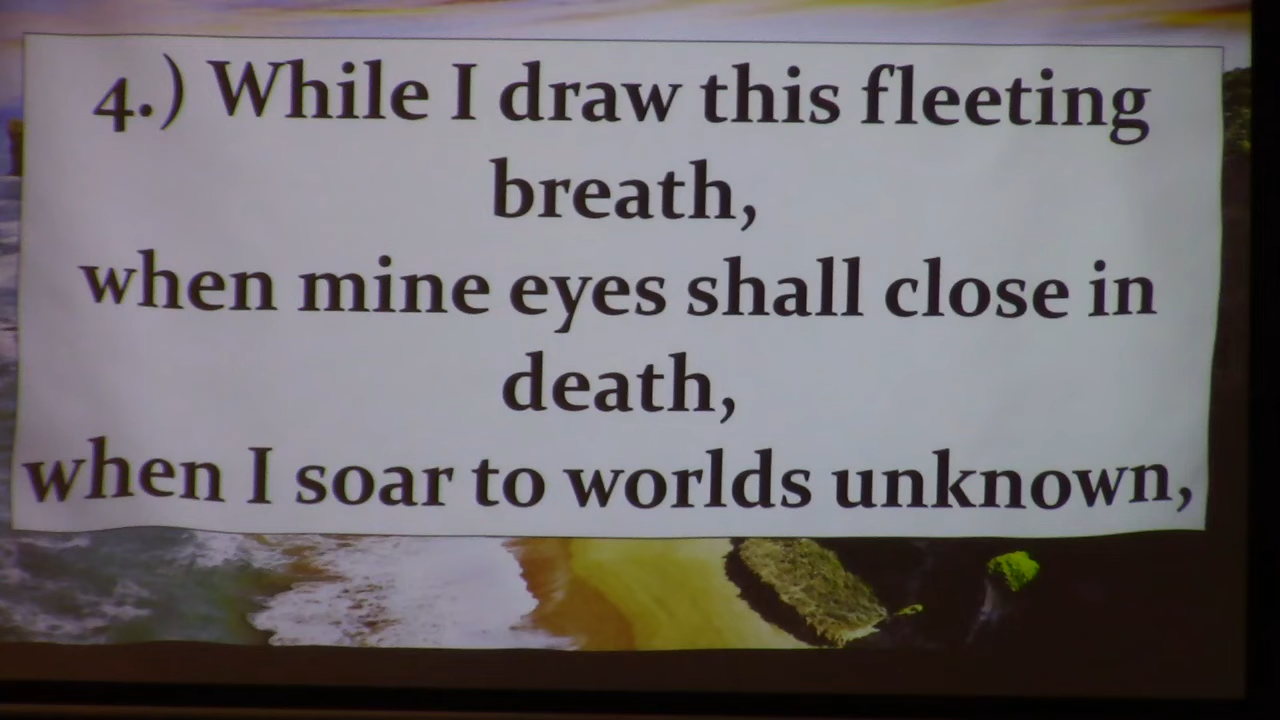 4.) While I draw this fleeting
breath,
when mine eyes shall close in
death,
when I soar to worlds unknown,